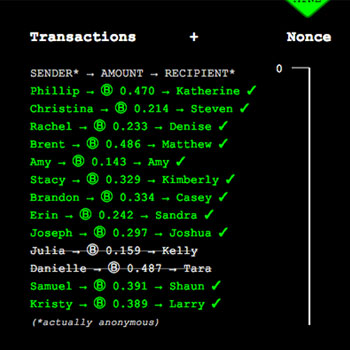 Transactions + Nonce
SENDER* → AMOUNT → RECIPIENT*
0
Phillip → Ⓑ 0.470 → Katherine ✓
Christina → Ⓑ 0.214 → Steven ✓
Rachel → Ⓑ 0.233 → Denise ✓
Brent → Ⓑ 0.486 → Matthew ✓
Amy → Ⓑ 0.143 → Amy ✓
Stacy → Ⓑ 0.329 → Kimberly ✓
Brandon → Ⓑ 0.334 → Casey ✓
Erin → Ⓑ 0.242 → Sandra ✓
Joseph → Ⓑ 0.297 → Joshua ✓
Julia → Ⓑ 0.159 → Kelly
Danielle → Ⓑ 0.487 → Tara
Samuel → Ⓑ 0.391 → Shaun ✓
Kristy → Ⓑ 0.389 → Larry ✓
(*actually anonymous)